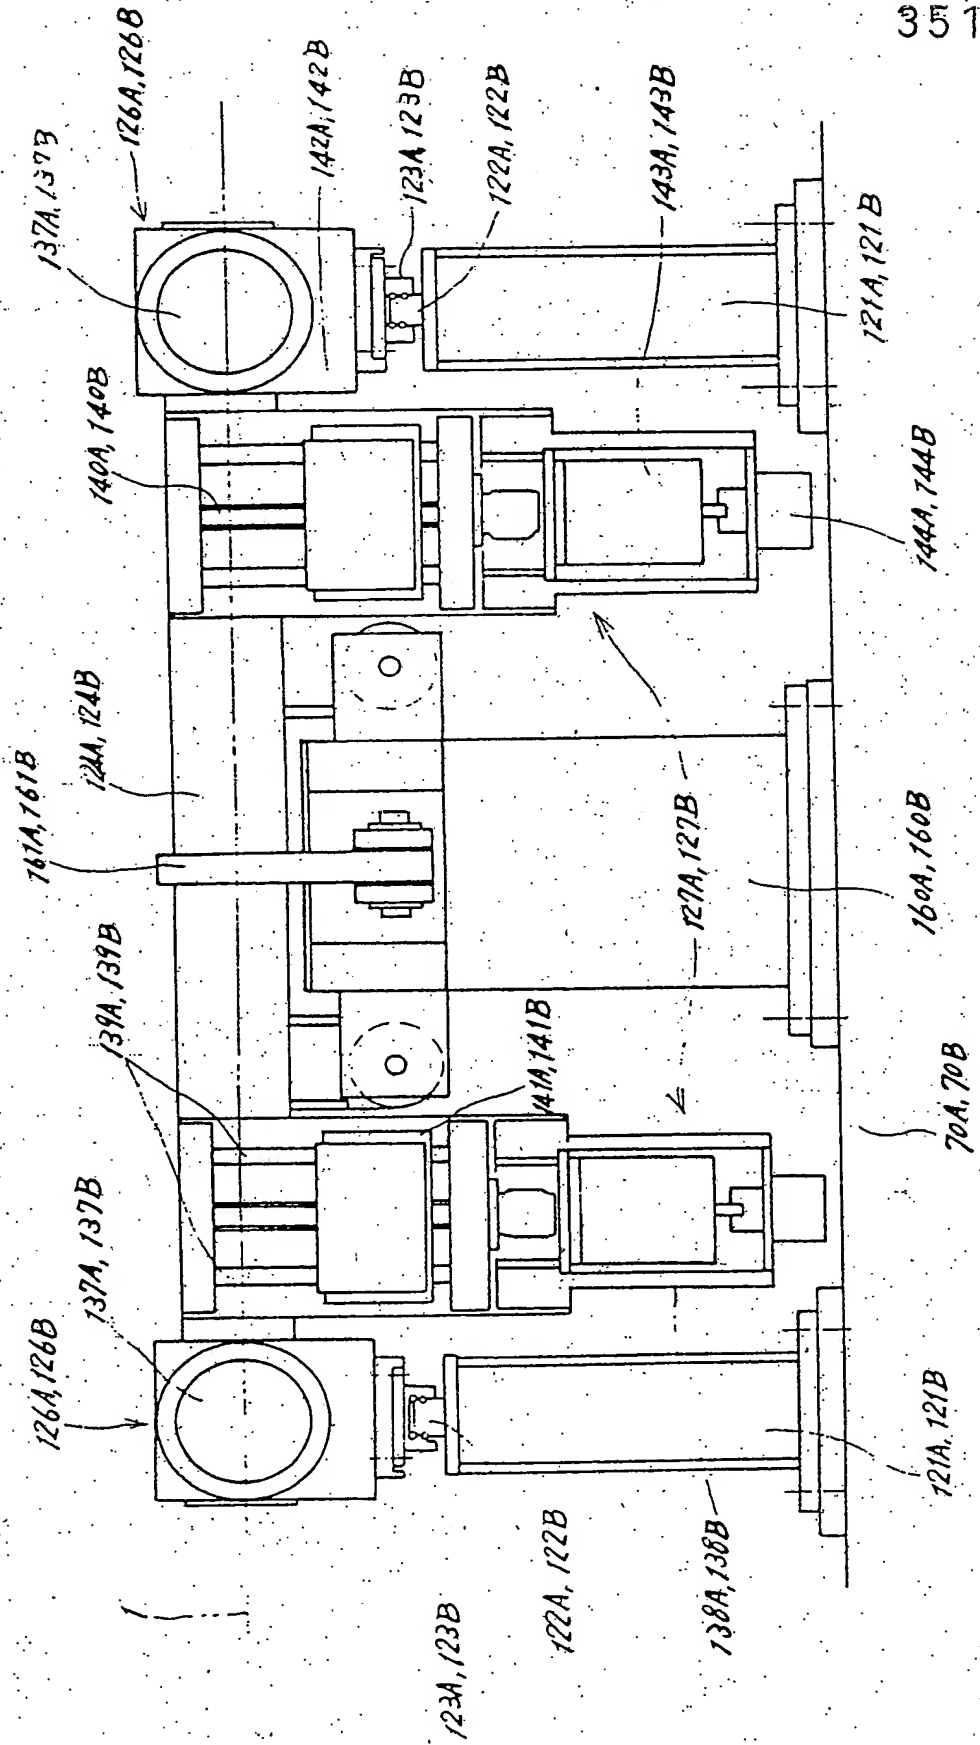 351
126A, 126B
137A, 137B
142A, 142B
123A, 123B
122A, 122B
140A, 140B
143A, 143B
121A, 121B
144A, 144B
124A, 124B
161A, 161B
127A, 127B
160A, 160B
139A, 139B
141A, 141B
70A, 70B
137A, 137B
126A, 126B
121A, 121B
122A, 122B
138A, 138B
123A, 123B
1